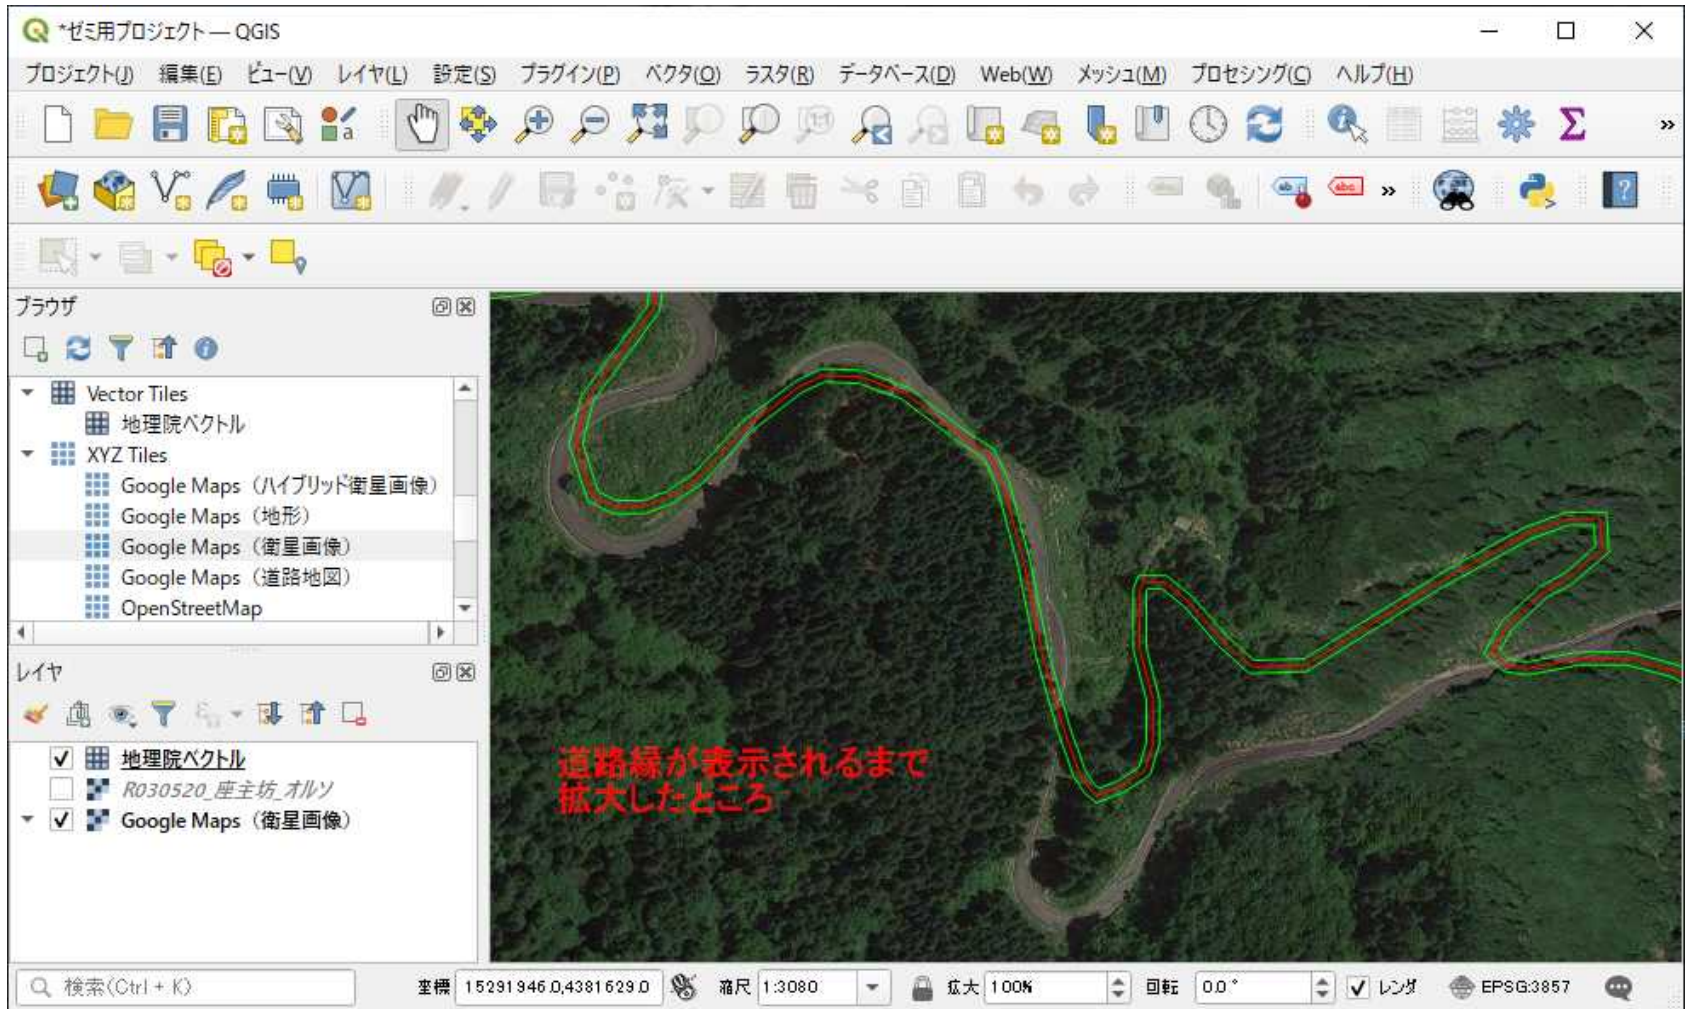 *ゼミ用プロジェクト — QGIS
プロジェクト(J) 編集(E) ビュー(V) レイヤ(L) 設定(S) プラグイン(P) ベクタ(O) ラスタ(R) データベース(D) Web(W) メッシュ(M) プロセシング(C) ヘルプ(H)
ブラウザ
Vector Tiles
地理院ベクトル
XYZ Tiles
Google Maps（ハイブリッド衛星画像）
Google Maps（地形）
Google Maps（衛星画像）
Google Maps（道路地図）
OpenStreetMap
レイヤ
地理院ベクトル
R030520_座主坊_オルソ
Google Maps（衛星画像）
道路縁が表示されるまで
拡大したところ
検索(Ctrl + K) 座標 15291946.0,4381629.0 縮尺 1:3080 拡大 100% 回転 0.0 ° レンダ EPSG:3857